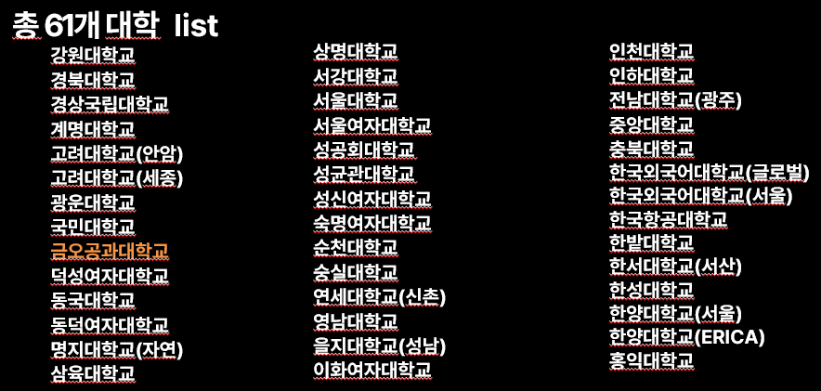 총 61개 대학 list
강원대학교
경북대학교
경상국립대학교
계명대학교
고려대학교(안암)
고려대학교(세종)
광운대학교
국민대학교
금오공과대학교
덕성여자대학교
동국대학교
동덕여자대학교
명지대학교(자연)
삼육대학교
상명대학교
서강대학교
서울대학교
서울여자대학교
성공회대학교
성균관대학교
성신여자대학교
숙명여자대학교
순천대학교
숭실대학교
연세대학교(신촌)
영남대학교
을지대학교(성남)
이화여자대학교
인천대학교
인하대학교
전남대학교(광주)
중앙대학교
충북대학교
한국외국어대학교(글로벌)
한국외국어대학교(서울)
한국항공대학교
한밭대학교
한서대학교(서산)
한성대학교
한양대학교(서울)
한양대학교(ERICA)
홍익대학교